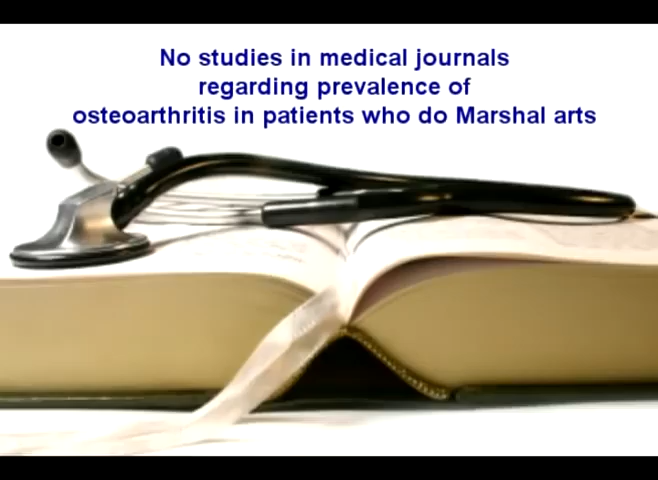 No studies in medical journals
regarding prevalence of
osteoarthritis in patients who do Marshal arts